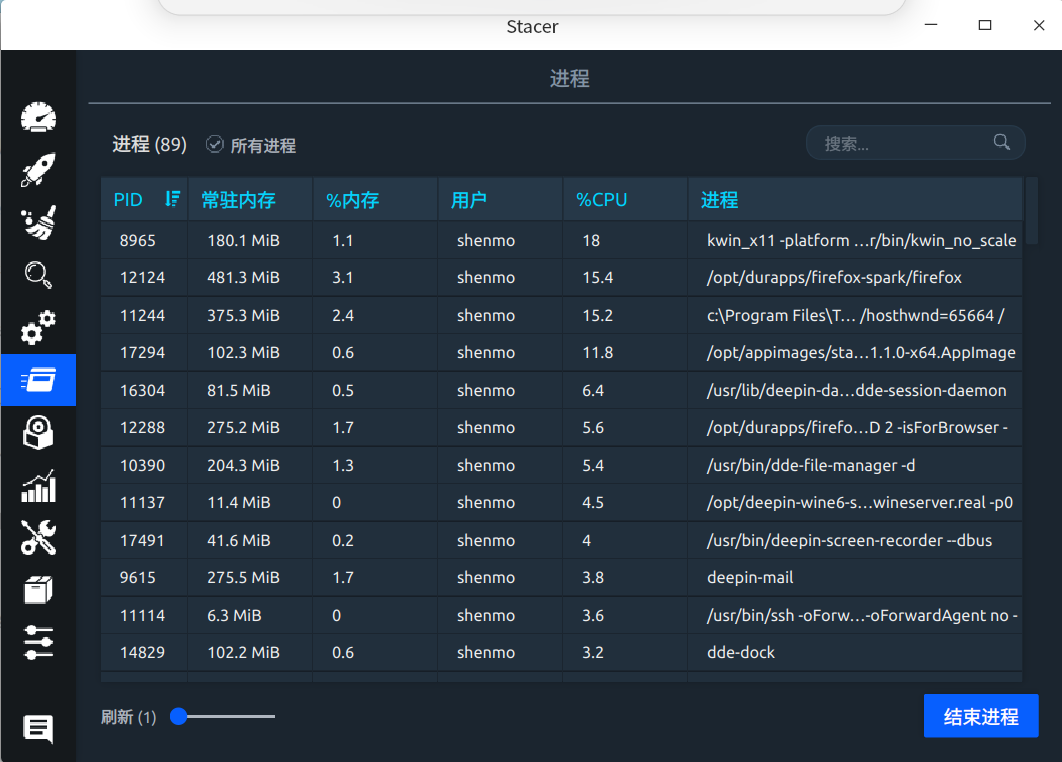 Stacer
进程
进程 (89) 所有进程 搜索...
PID 常驻内存 %内存 用户 %CPU 进程
8965 180.1 MiB 1.1 shenmo 18 kwin_x11 -platform …r/bin/kwin_no_scale
12124 481.3 MiB 3.1 shenmo 15.4 /opt/durapps/firefox-spark/firefox
11244 375.3 MiB 2.4 shenmo 15.2 c:\Program Files\T… /hosthwnd=65664 /
17294 102.3 MiB 0.6 shenmo 11.8 /opt/appimages/sta…1.1.0-x64.AppImage
16304 81.5 MiB 0.5 shenmo 6.4 /usr/lib/deepin-da…dde-session-daemon
12288 275.2 MiB 1.7 shenmo 5.6 /opt/durapps/firefo…D 2 -isForBrowser -
10390 204.3 MiB 1.3 shenmo 5.4 /usr/bin/dde-file-manager -d
11137 11.4 MiB 0 shenmo 4.5 /opt/deepin-wine6-s…wineserver.real -p0
17491 41.6 MiB 0.2 shenmo 4 /usr/bin/deepin-screen-recorder --dbus
9615 275.5 MiB 1.7 shenmo 3.8 deepin-mail
11114 6.3 MiB 0 shenmo 3.6 /usr/bin/ssh -oForw…-oForwardAgent no -
14829 102.2 MiB 0.6 shenmo 3.2 dde-dock
刷新 (1) 结束进程